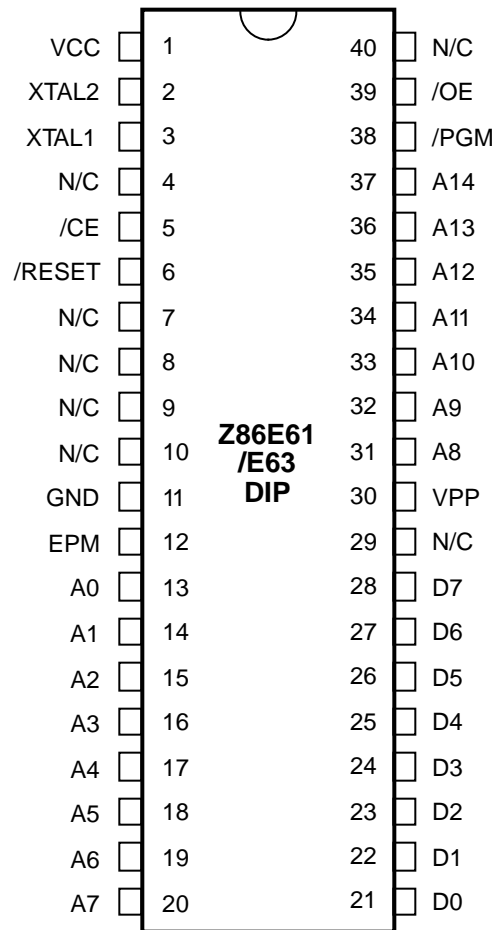 VCC 1 40 N/C
XTAL2 2 39 /OE
XTAL1 3 38 /PGM
N/C 4 37 A14
/CE 5 36 A13
/RESET 6 35 A12
N/C 7 34 A11
N/C 8 33 A10
N/C 9 32 A9
N/C 10 31 A8
GND 11 30 VPP
EPM 12 29 N/C
A0 13 28 D7
A1 14 27 D6
A2 15 26 D5
A3 16 25 D4
A4 17 24 D3
A5 18 23 D2
A6 19 22 D1
A7 20 21 D0
Z86E61
/E63
DIP